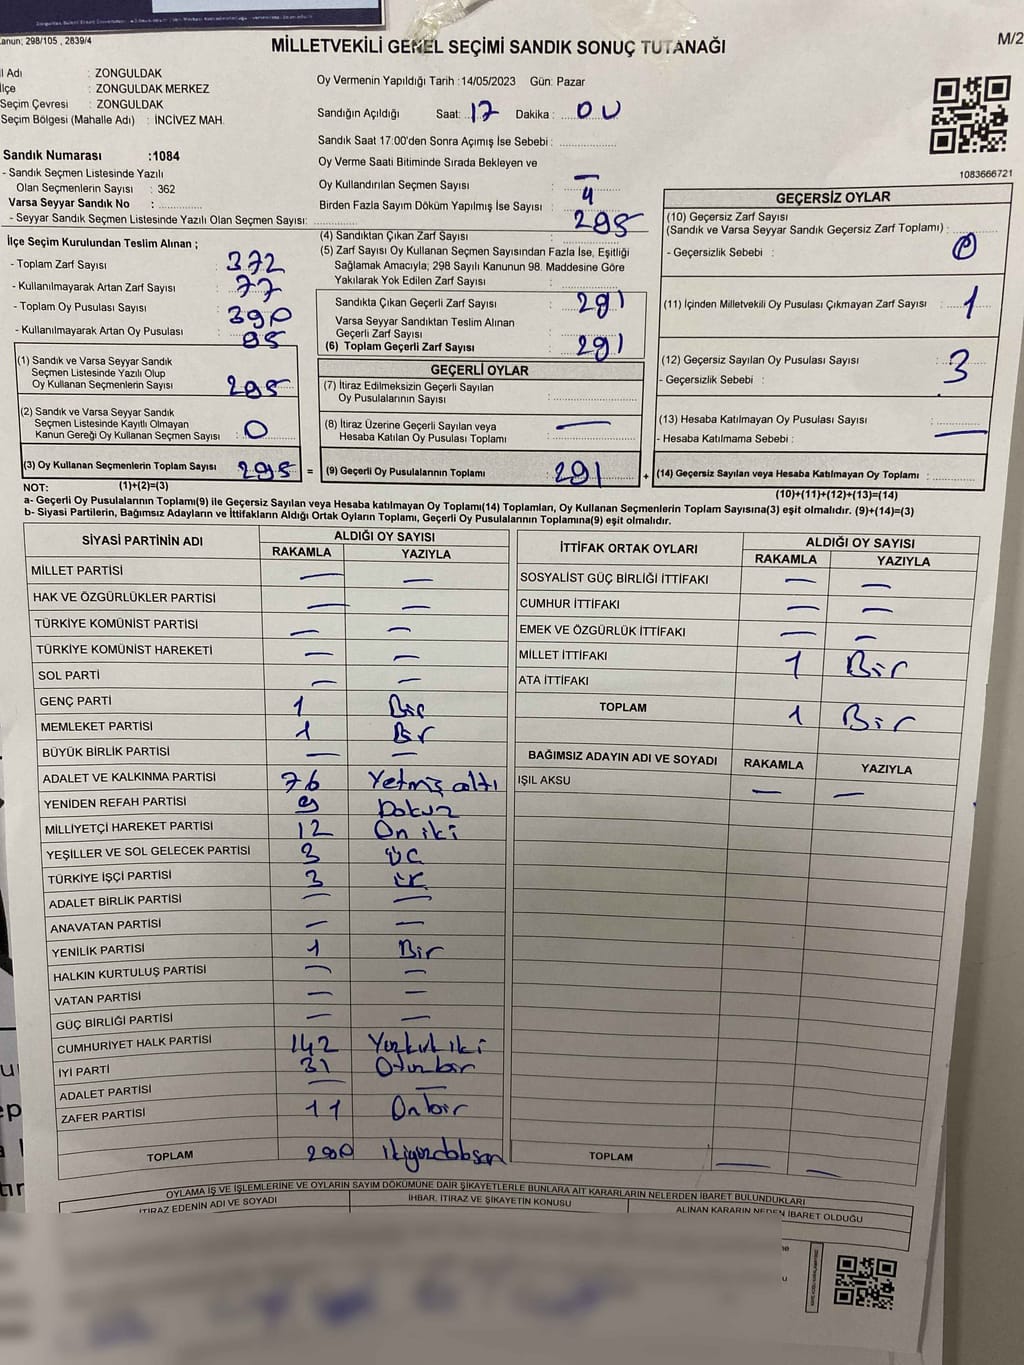 Kanun; 298/105 , 2839/4
M/2
MİLLETVEKİLİ GENEL SEÇİMİ SANDIK SONUÇ TUTANAĞI
İl Adı : ZONGULDAK
İlçe : ZONGULDAK MERKEZ
Seçim Çevresi : ZONGULDAK
Seçim Bölgesi (Mahalle Adı) : İNCİVEZ MAH.
Oy Vermenin Yapıldığı Tarih :14/05/2023 Gün: Pazar
Sandığın Açıldığı Saat: 17 Dakika : 00
Sandık Saat 17:00'den Sonra Açımış İse Sebebi :
Oy Verme Saati Bitiminde Sırada Bekleyen ve
Oy Kullandırılan Seçmen Sayısı : —
Birden Fazla Sayım Döküm Yapılmış İse Sayısı : 4
1083666721
Sandık Numarası :1084
- Sandık Seçmen Listesinde Yazılı
Olan Seçmenlerin Sayısı : 362
Varsa Seyyar Sandık No :
- Seyyar Sandık Seçmen Listesinde Yazılı Olan Seçmen Sayısı:
İlçe Seçim Kurulundan Teslim Alınan ;
- Toplam Zarf Sayısı : 372
- Kullanılmayarak Artan Zarf Sayısı : 77
- Toplam Oy Pusulası Sayısı : 390
- Kullanılmayarak Artan Oy Pusulası : 95
(1) Sandık ve Varsa Seyyar Sandık
Seçmen Listesinde Yazılı Olup
Oy Kullanan Seçmenlerin Sayısı : 295
(2) Sandık ve Varsa Seyyar Sandık
Seçmen Listesinde Kayıtlı Olmayan
Kanun Gereği Oy Kullanan Seçmen Sayısı : 0
(3) Oy Kullanan Seçmenlerin Toplam Sayısı : 295 =
(4) Sandıktan Çıkan Zarf Sayısı : 295
(5) Zarf Sayısı Oy Kullanan Seçmen Sayısından Fazla İse, Eşitliği
Sağlamak Amacıyla; 298 Sayılı Kanunun 98. Maddesine Göre
Yakılarak Yok Edilen Zarf Sayısı :
Sandıkta Çıkan Geçerli Zarf Sayısı : 291
Varsa Seyyar Sandıktan Teslim Alınan
Geçerli Zarf Sayısı :
(6) Toplam Geçerli Zarf Sayısı : 291
GEÇERLİ OYLAR
(7) İtiraz Edilmeksizin Geçerli Sayılan
Oy Pusulalarının Sayısı :
(8) İtiraz Üzerine Geçerli Sayılan veya
Hesaba Katılan Oy Pusulası Toplamı : —
(9) Geçerli Oy Pusulalarının Toplamı : 291 +
GEÇERSİZ OYLAR
(10) Geçersiz Zarf Sayısı
(Sandık ve Varsa Seyyar Sandık Geçersiz Zarf Toplamı) : 0
- Geçersizlik Sebebi :
(11) İçinden Milletvekili Oy Pusulası Çıkmayan Zarf Sayısı : 1
(12) Geçersiz Sayılan Oy Pusulası Sayısı : 3
- Geçersizlik Sebebi :
(13) Hesaba Katılmayan Oy Pusulası Sayısı : —
- Hesaba Katılmama Sebebi :
(14) Geçersiz Sayılan veya Hesaba Katılmayan Oy Toplamı :
NOT: (1)+(2)=(3)
(10)+(11)+(12)+(13)=(14)
a- Geçerli Oy Pusulalarının Toplamı(9) ile Geçersiz Sayılan veya Hesaba katılmayan Oy Toplamı(14) Toplamları, Oy Kullanan Seçmenlerin Toplam Sayısına(3) eşit olmalıdır. (9)+(14)=(3)
b- Siyasi Partilerin, Bağımsız Adayların ve İttifakların Aldığı Ortak Oyların Toplamı, Geçerli Oy Pusulalarının Toplamına(9) eşit olmalıdır.
SİYASİ PARTİNİN ADI ALDIĞI OY SAYISI
RAKAMLA YAZIYLA
MİLLET PARTİSİ — —
HAK VE ÖZGÜRLÜKLER PARTİSİ — —
TÜRKİYE KOMÜNİST PARTİSİ — —
TÜRKİYE KOMÜNİST HAREKETİ — —
SOL PARTİ — —
GENÇ PARTİ 1 Bir
MEMLEKET PARTİSİ 1 Bir
BÜYÜK BİRLİK PARTİSİ — —
ADALET VE KALKINMA PARTİSİ 76 Yetmiş altı
YENİDEN REFAH PARTİSİ 9 Dokuz
MİLLİYETÇİ HAREKET PARTİSİ 12 On iki
YEŞİLLER VE SOL GELECEK PARTİSİ 3 üç
TÜRKİYE İŞÇİ PARTİSİ 3 üç
ADALET BİRLİK PARTİSİ — —
ANAVATAN PARTİSİ — —
YENİLİK PARTİSİ 1 Bir
HALKIN KURTULUŞ PARTİSİ — —
VATAN PARTİSİ — —
GÜÇ BİRLİĞİ PARTİSİ — —
CUMHURİYET HALK PARTİSİ 142 Yüzkırkiki
İYİ PARTİ 31 Otuzbir
ADALET PARTİSİ — —
ZAFER PARTİSİ 11 Onbir
TOPLAM 290 ikiyüzdoksan
İTTİFAK ORTAK OYLARI ALDIĞI OY SAYISI
RAKAMLA YAZIYLA
SOSYALİST GÜÇ BİRLİĞİ İTTİFAKI — —
CUMHUR İTTİFAKI — —
EMEK VE ÖZGÜRLÜK İTTİFAKI — —
MİLLET İTTİFAKI 1 Bir
ATA İTTİFAKI
TOPLAM 1 Bir
BAĞIMSIZ ADAYIN ADI VE SOYADI RAKAMLA YAZIYLA
IŞIL AKSU — —
TOPLAM — —
OYLAMA İŞ VE İŞLEMLERİNE VE OYLARIN SAYIM DÖKÜMÜNE DAİR ŞİKAYETLERLE BUNLARA AİT KARARLARIN NELERDEN İBARET BULUNDUKLARI
İTİRAZ EDENİN ADI VE SOYADI İHBAR, İTİRAZ VE ŞİKAYETİN KONUSU ALINAN KARARIN NEDEN İBARET OLDUĞU